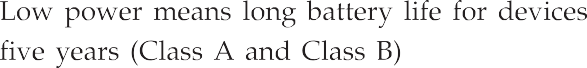 Low power means long battery life for devices
five years (Class A and Class B)